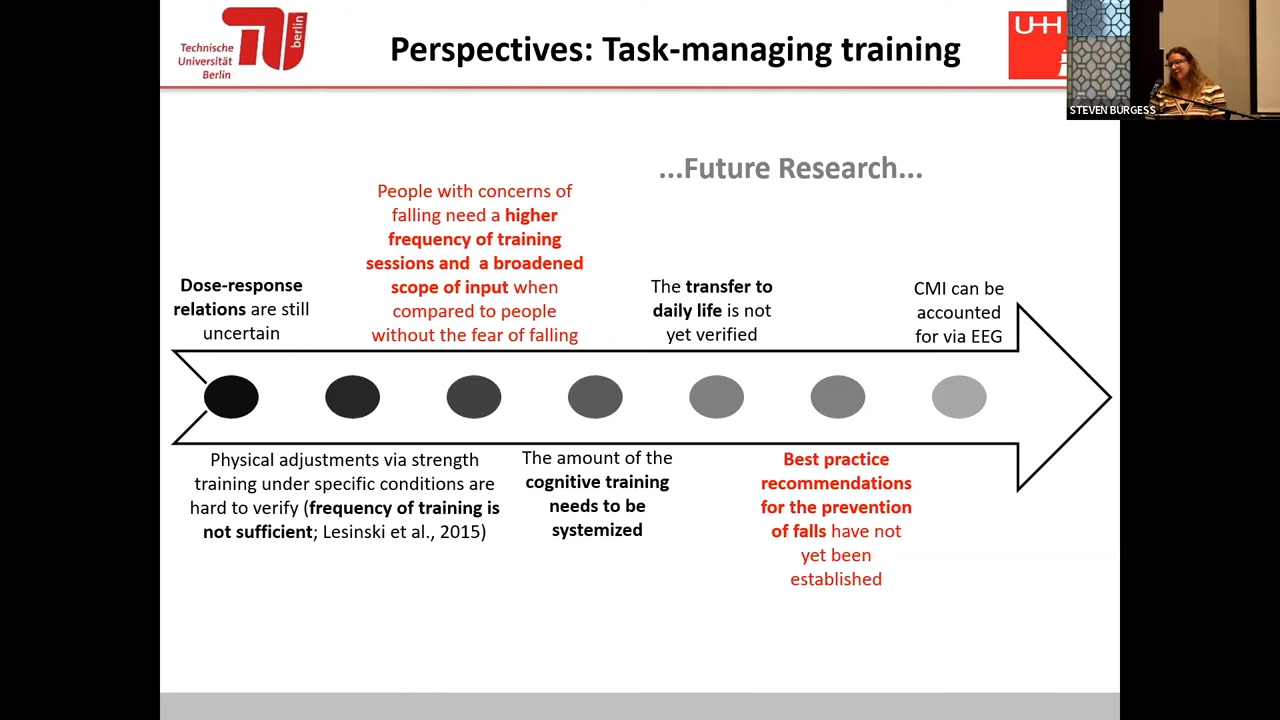 Technische
Universität
Berlin
berlin
Perspectives: Task-managing training
UHH
STEVEN BURGESS
...Future Research...
People with concerns of
falling need a higher
frequency of training
sessions and a broadened
scope of input when
compared to people
without the fear of falling
Dose-response
relations are still
uncertain
The transfer to
daily life is not
yet verified
CMI can be
accounted
for via EEG
Physical adjustments via strength
training under specific conditions are
hard to verify (frequency of training is
not sufficient; Lesinski et al., 2015)
The amount of the
cognitive training
needs to be
systemized
Best practice
recommendations
for the prevention
of falls have not
yet been
established